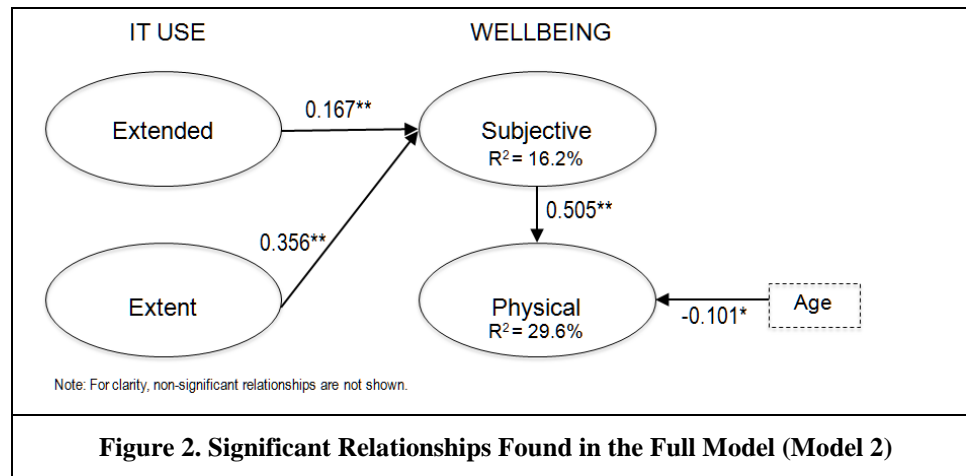 IT USE
WELLBEING
Extended
0.167**
Subjective
R² = 16.2%
0.505**
0.356**
Extent
Physical
R² = 29.6%
-0.101*
Age
Note: For clarity, non-significant relationships are not shown.
Figure 2. Significant Relationships Found in the Full Model (Model 2)